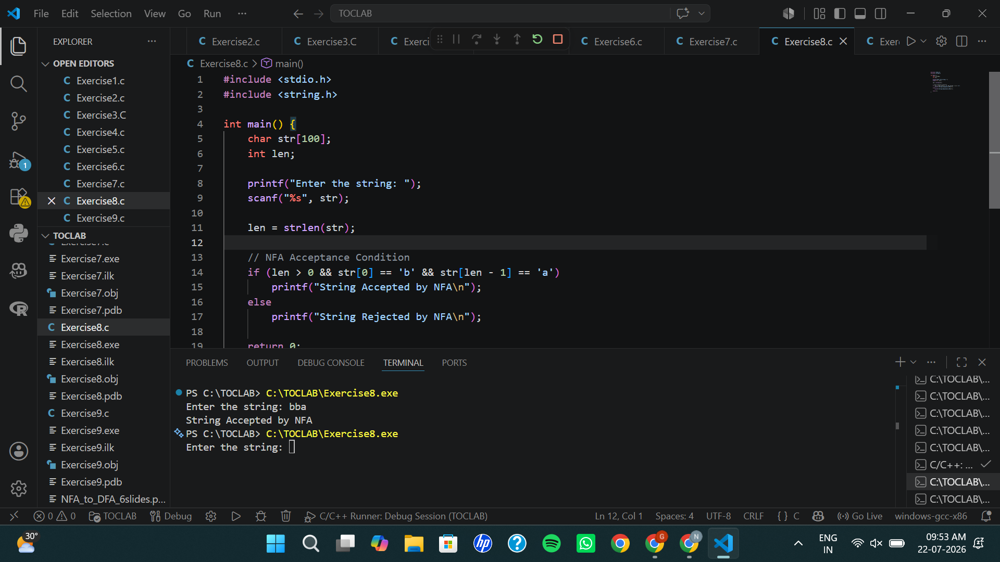 File Edit Selection View Go Run ··· TOCLAB
EXPLORER ···
Exercise2.c Exercise3.C Exerci Exercise6.c Exercise7.c Exercise8.c Exer
OPEN EDITORS
Exercise1.c
Exercise2.c
Exercise3.C
Exercise4.c
Exercise5.c
Exercise6.c
Exercise7.c
Exercise8.c
Exercise9.c
TOCLAB
Exercise7.c
Exercise7.exe
Exercise7.ilk
Exercise7.obj
Exercise7.pdb
Exercise8.c
Exercise8.exe
Exercise8.ilk
Exercise8.obj
Exercise8.pdb
Exercise9.c
Exercise9.exe
Exercise9.ilk
Exercise9.obj
Exercise9.pdb
NFA_to_DFA_6slides.p...
Exercise8.c > main()
1 #include <stdio.h>
2 #include <string.h>
3
4 int main() {
5 char str[100];
6 int len;
7
8 printf("Enter the string: ");
9 scanf("%s", str);
10
11 len = strlen(str);
12
13 // NFA Acceptance Condition
14 if (len > 0 && str[0] == 'b' && str[len - 1] == 'a')
15 printf("String Accepted by NFA\n");
16 else
17 printf("String Rejected by NFA\n");
18
19 return 0;
PROBLEMS OUTPUT DEBUG CONSOLE TERMINAL PORTS
PS C:\TOCLAB> C:\TOCLAB\Exercise8.exe
Enter the string: bba
String Accepted by NFA
PS C:\TOCLAB> C:\TOCLAB\Exercise8.exe
Enter the string:
C:\TOCLAB\...
C:\TOCLAB\...
C:\TOCLAB\...
C:\TOCLAB\...
C:\TOCLAB\...
C/C++: ...
C:\TOCLAB\...
C:\TOCLAB\...
0 0 TOCLAB Debug C/C++ Runner: Debug Session (TOCLAB) Ln 12, Col 1 Spaces: 4 UTF-8 CRLF { } C Go Live windows-gcc-x86
30°
ENG
IN
09:53 AM
22-07-2026